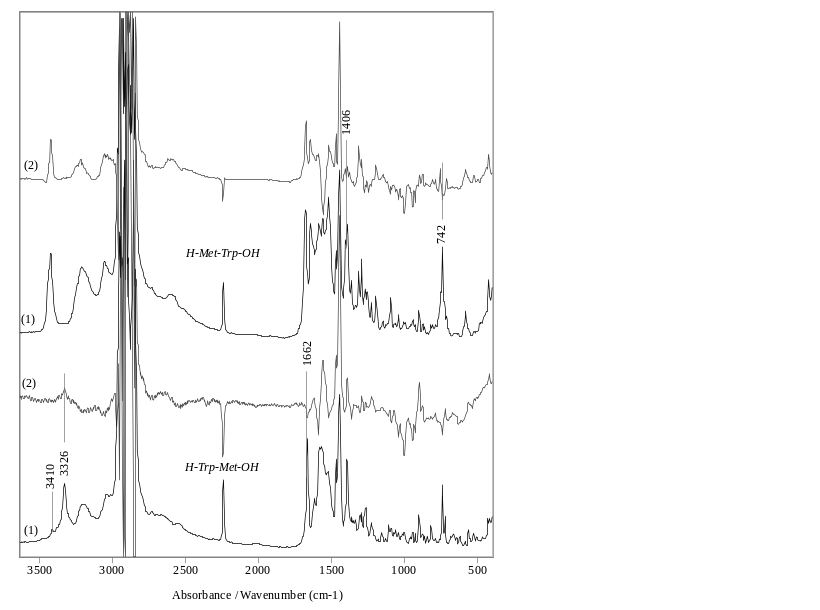 1406
(2)
742
H-Met-Trp-OH
(1)
1662
(2)
3326
3410
H-Trp-Met-OH
(1)
3500 3000 2500 2000 1500 1000 500
Absorbance / Wavenumber (cm-1)